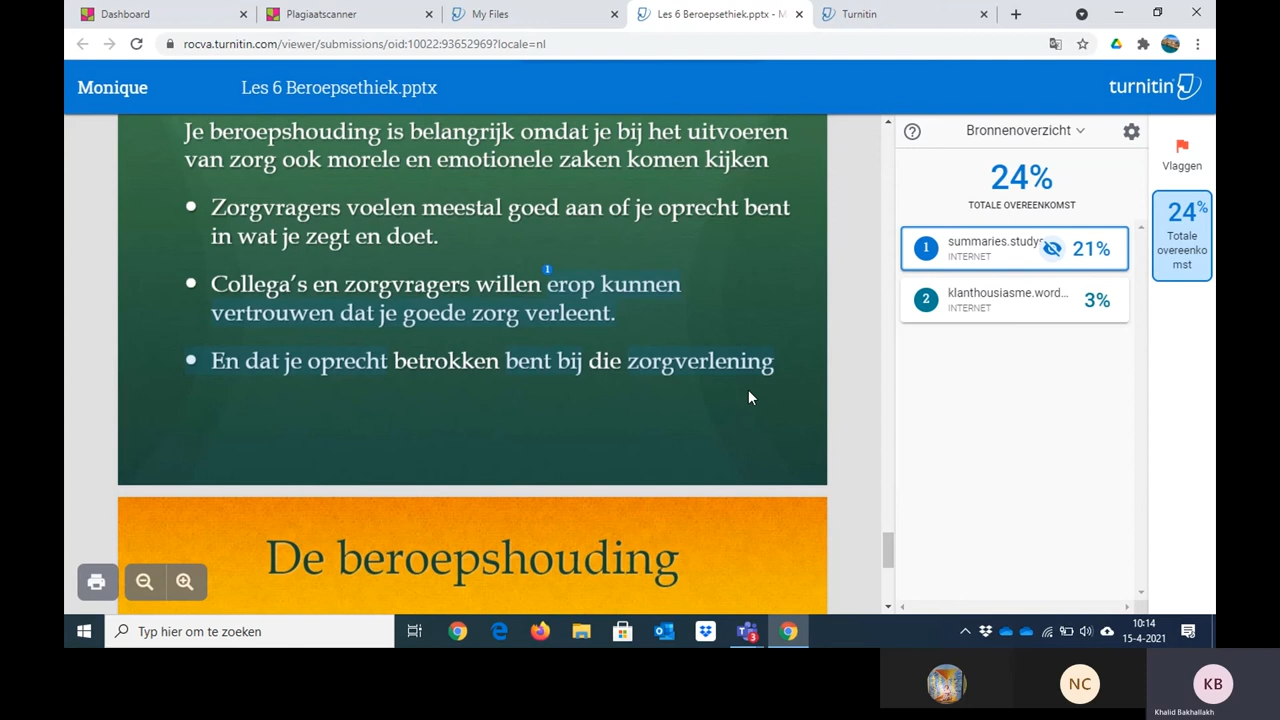 Dashboard
Plagiaatscanner
My Files
Les 6 Beroepsethiek.pptx - M
Turnitin
rocva.turnitin.com/viewer/submissions/oid:10022:93652969?locale=nl
Monique
Les 6 Beroepsethiek.pptx
turnitin
Je beroepshouding is belangrijk omdat je bij het uitvoeren
van zorg ook morele en emotionele zaken komen kijken
• Zorgvragers voelen meestal goed aan of je oprecht bent
in wat je zegt en doet.
1
• Collega's en zorgvragers willen erop kunnen
vertrouwen dat je goede zorg verleent.
• En dat je oprecht betrokken bent bij die zorgverlening
De beroepshouding
Bronnenoverzicht
24%
TOTALE OVEREENKOMST
1 summaries.studys 21%
INTERNET
2 klanthousiasme.word... 3%
INTERNET
Vlaggen
24%
Totale
overeenko
mst
Typ hier om te zoeken
3
10:14
15-4-2021
NC
KB
Khalid Bakhallakh